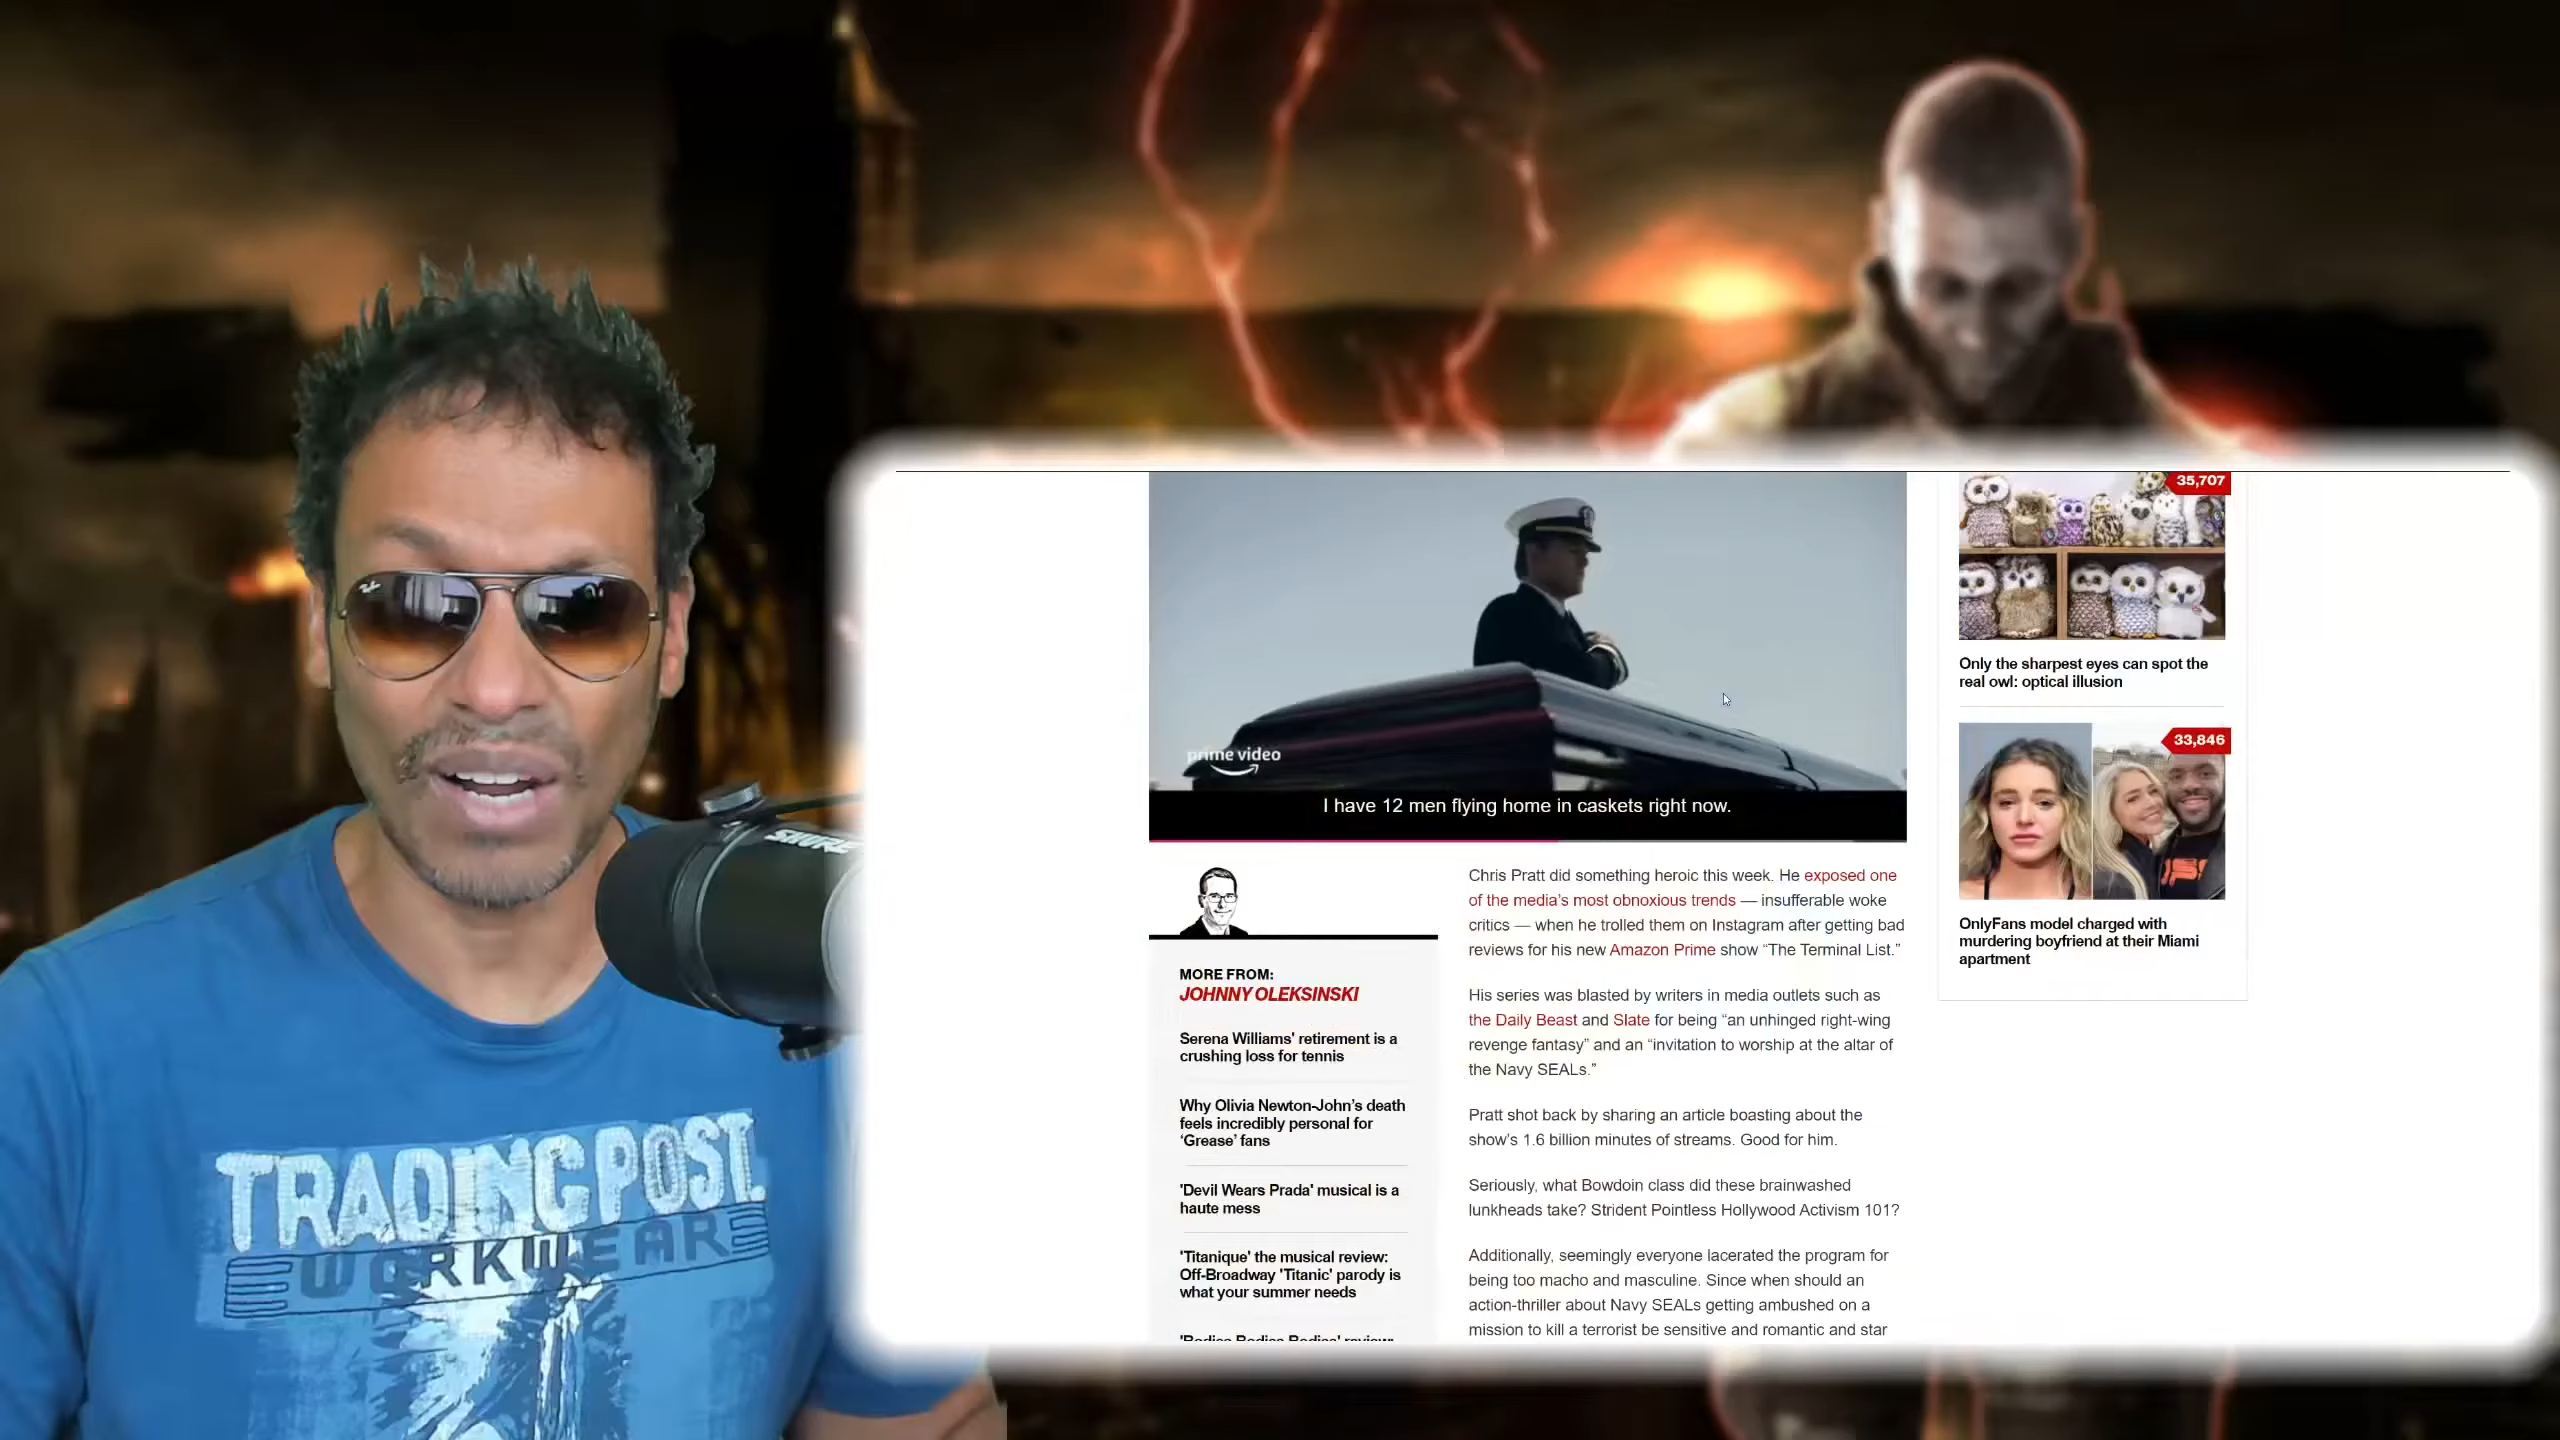 35,707
prime video
I have 12 men flying home in caskets right now.
Only the sharpest eyes can spot the
real owl: optical illusion
33,846
OnlyFans model charged with
murdering boyfriend at their Miami
apartment
MORE FROM:
JOHNNY OLEKSINSKI
Serena Williams' retirement is a
crushing loss for tennis
Why Olivia Newton-John’s death
feels incredibly personal for
‘Grease’ fans
'Devil Wears Prada' musical is a
haute mess
'Titanique' the musical review:
Off-Broadway 'Titanic' parody is
what your summer needs
'Bodies Bodies Bodies' review:
Chris Pratt did something heroic this week. He exposed one
of the media’s most obnoxious trends — insufferable woke
critics — when he trolled them on Instagram after getting bad
reviews for his new Amazon Prime show “The Terminal List.”
His series was blasted by writers in media outlets such as
the Daily Beast and Slate for being “an unhinged right-wing
revenge fantasy” and an “invitation to worship at the altar of
the Navy SEALs.”
Pratt shot back by sharing an article boasting about the
show’s 1.6 billion minutes of streams. Good for him.
Seriously, what Bowdoin class did these brainwashed
lunkheads take? Strident Pointless Hollywood Activism 101?
Additionally, seemingly everyone lacerated the program for
being too macho and masculine. Since when should an
action-thriller about Navy SEALs getting ambushed on a
mission to kill a terrorist be sensitive and romantic and star
Ray-Ban
SHURE
TRADING POST
WORKWEAR